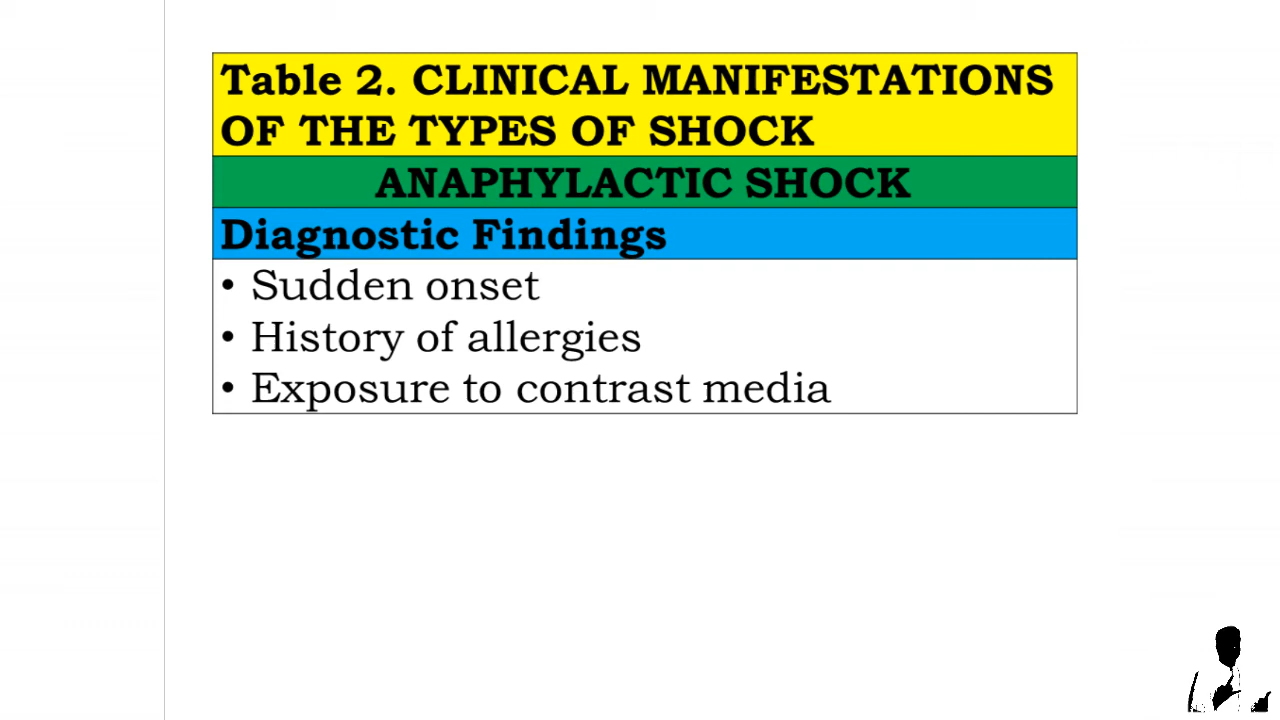 Table 2. CLINICAL MANIFESTATIONS
OF THE TYPES OF SHOCK
ANAPHYLACTIC SHOCK
Diagnostic Findings
• Sudden onset
• History of allergies
• Exposure to contrast media